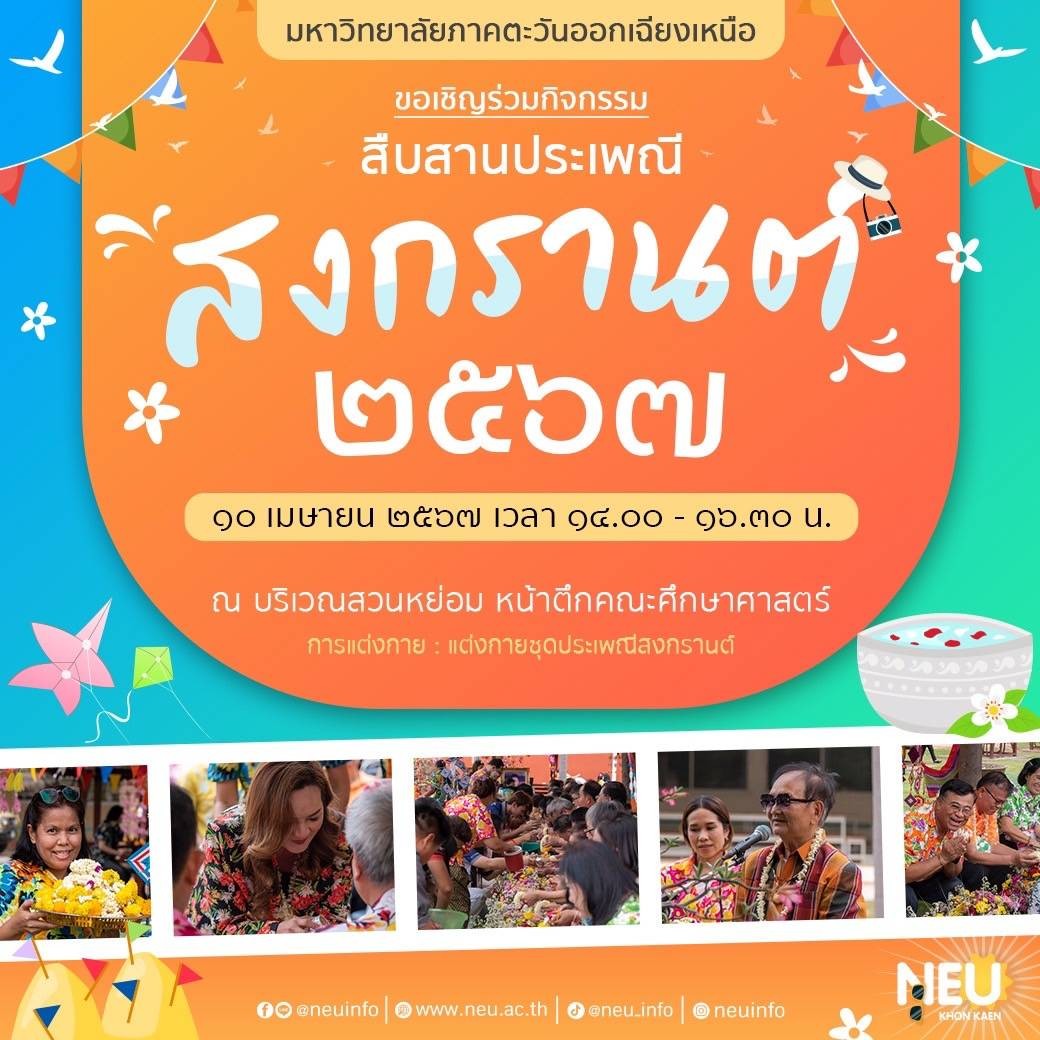 มหาวิทยาลัยภาคตะวันออกเฉียงเหนือ
ขอเชิญร่วมกิจกรรม
สืบสานประเพณี
สงกรานต์
๒๕๖๗
๑๐ เมษายน ๒๕๖๗ เวลา ๑๔.๐๐ - ๑๖.๓๐ น.
ณ บริเวณสวนหย่อม หน้าตึกคณะศึกษาศาสตร์
การแต่งกาย : แต่งกายชุดประเพณีสงกรานต์
NEU
KHON KAEN
@neuinfo | www.neu.ac.th | @neu_info | neuinfo